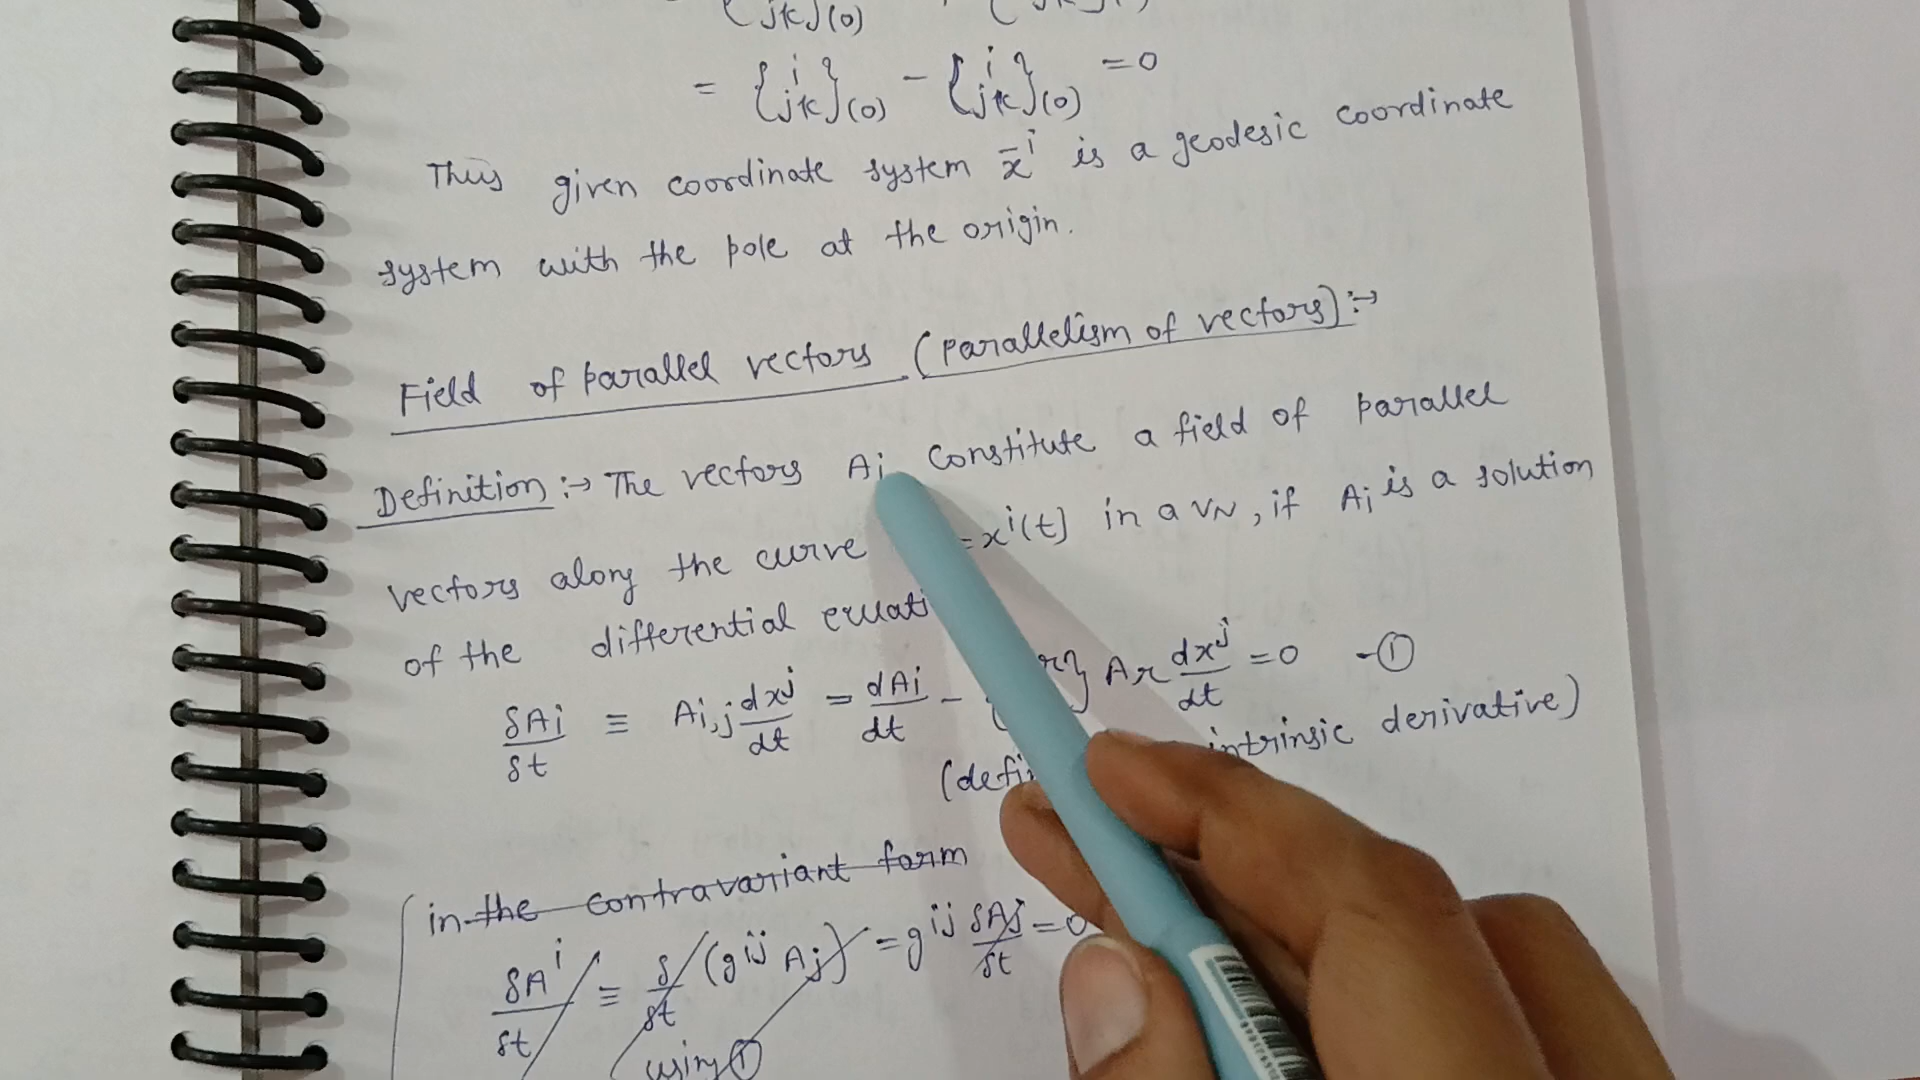 {jk}(0)
= {i jk}(0) - {i jk}(0) = 0
This given coordinate system x̄ⁱ is a geodesic coordinate
system with the pole at the origin.
Field of parallel vectors (parallelism of vectors) :→
Definition :→ The vectors Ai constitute a field of parallel
vectors along the curve = xⁱ(t) in a VN, if Ai is a solution
of the differential
δAi/δt ≡ Ai,j dxʲ/dt = dAi/dt - { r } Ar dxʲ/dt = 0 -①
intrinsic derivative)
in the contravariant form
δAⁱ/δt ≡ δ/δt (gⁱʲ Aj) = gⁱʲ δAj/δt = 0
using ①